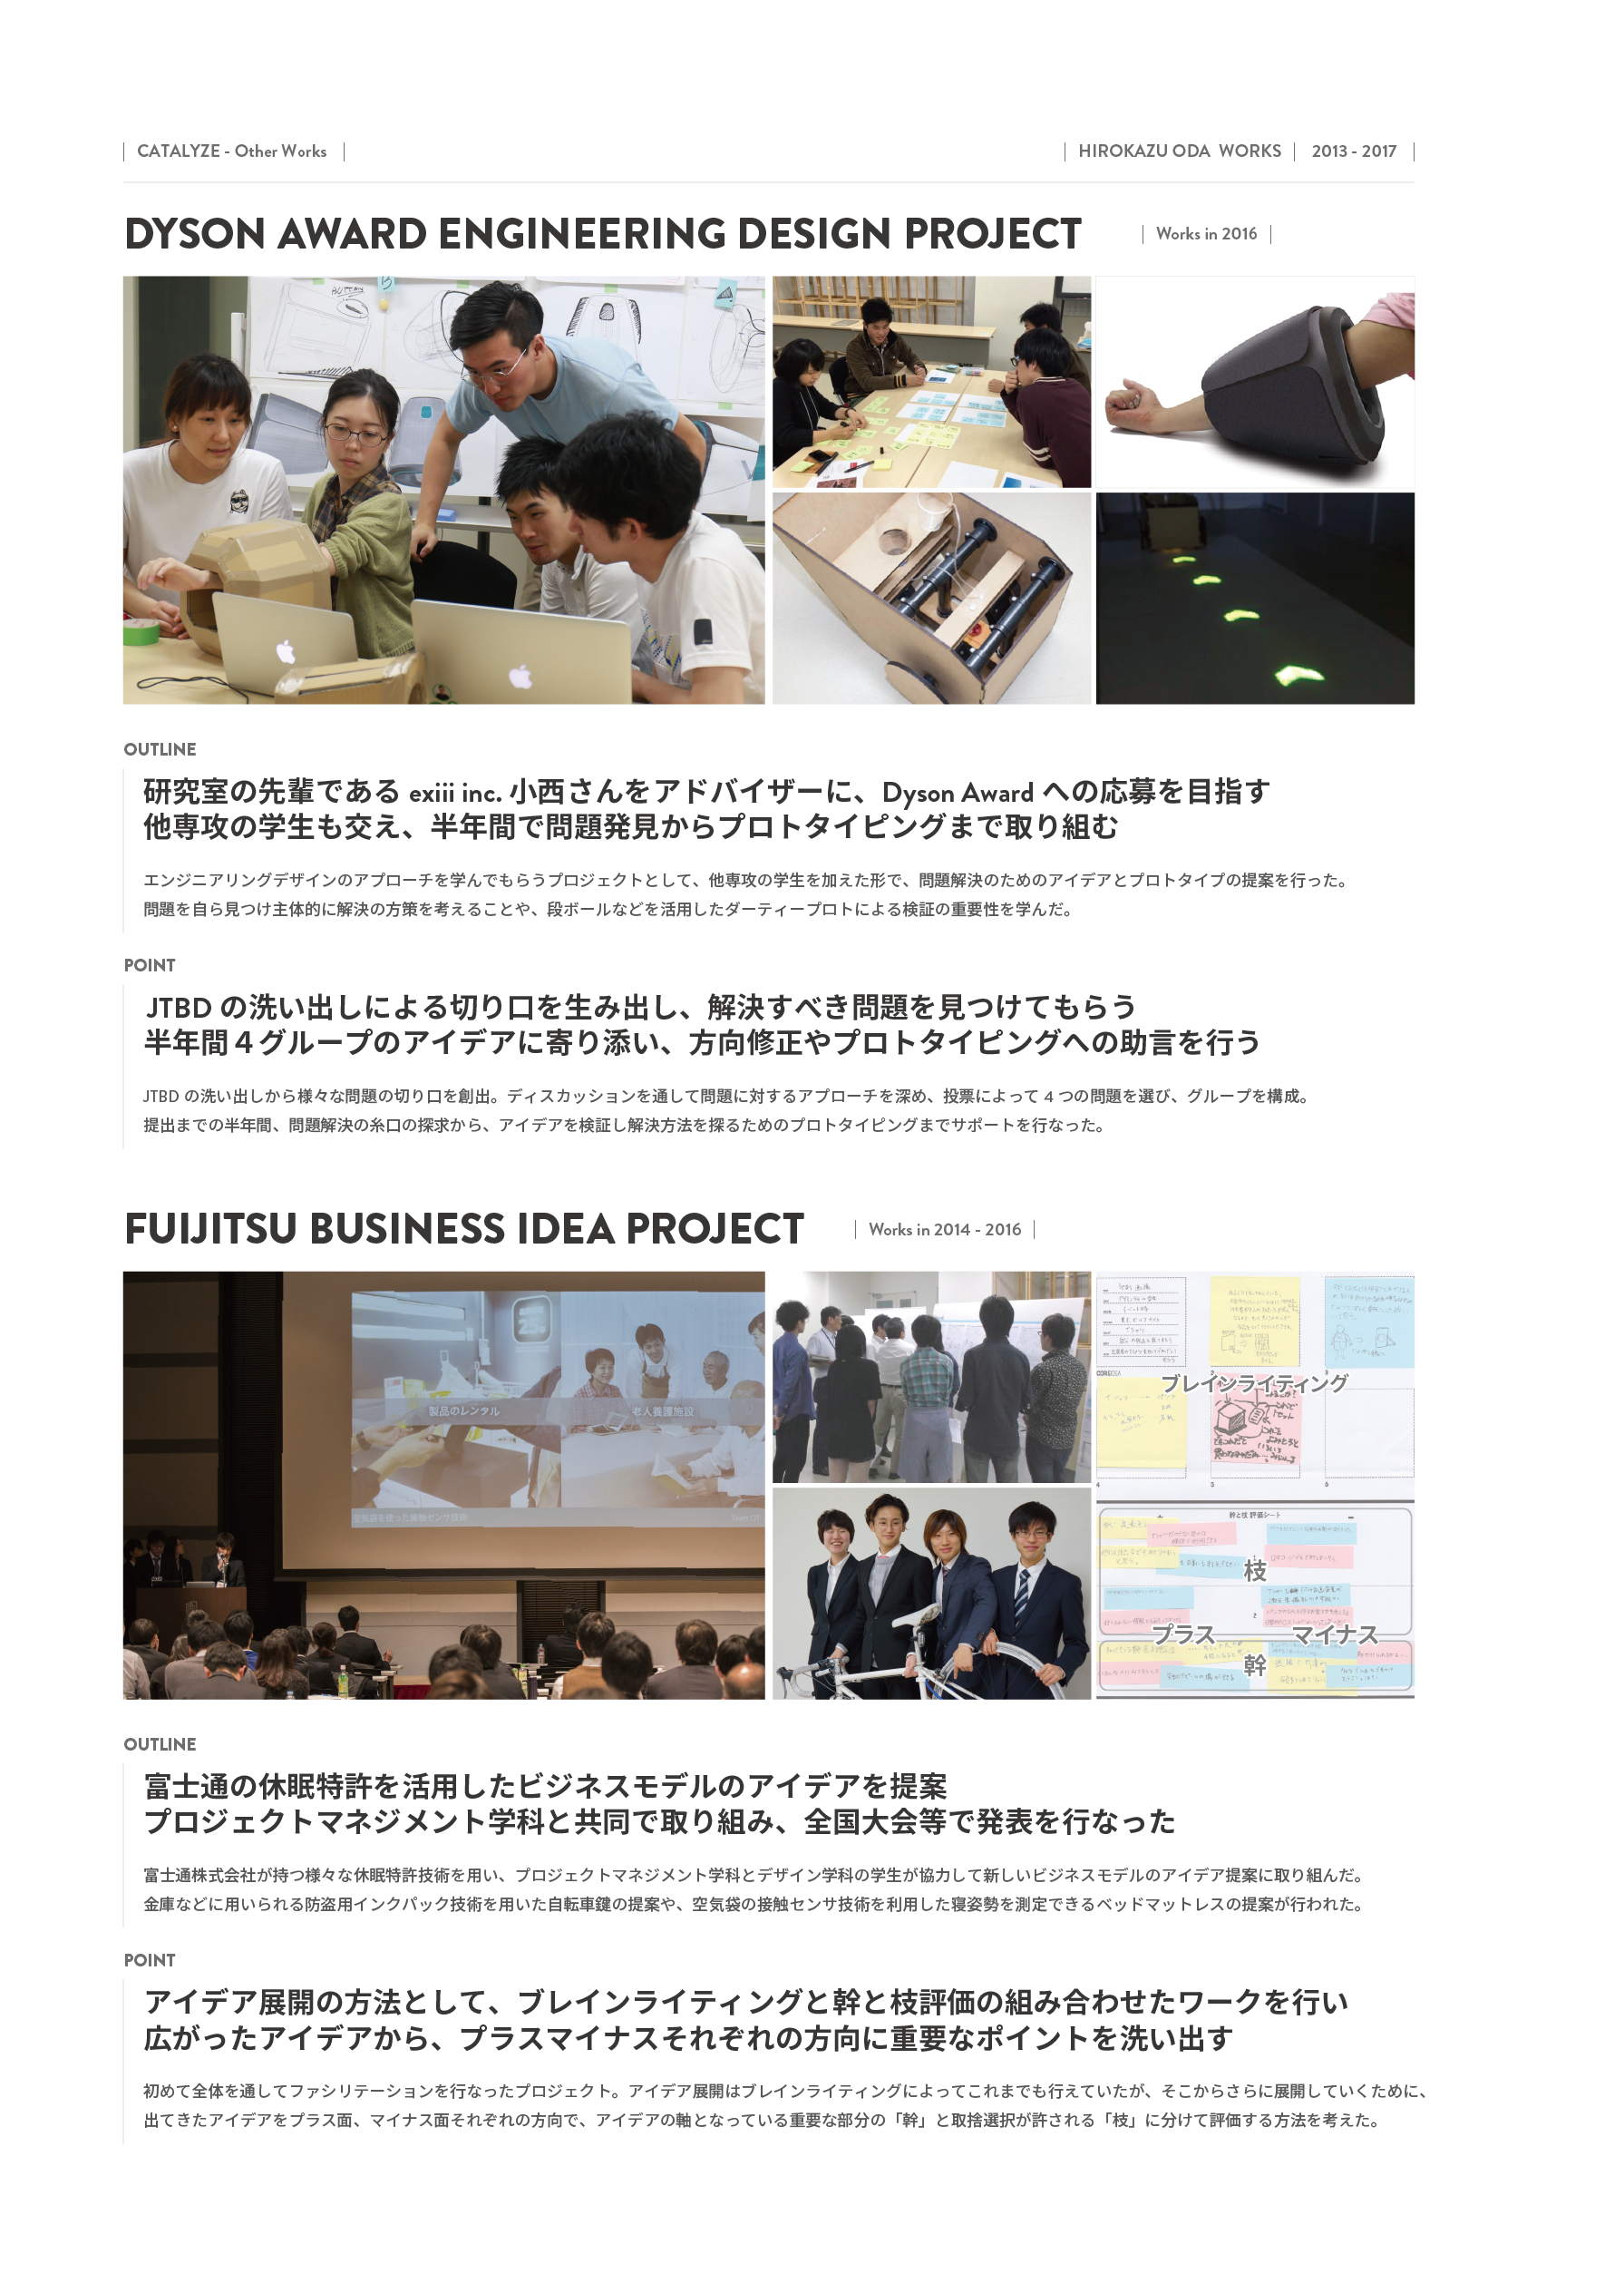 CATALYZE - Other Works
HIROKAZU ODA WORKS
2013 - 2017
DYSON AWARD ENGINEERING DESIGN PROJECT
Works in 2016
OUTLINE
研究室の先輩である exiii inc. 小西さんをアドバイザーに、Dyson Award への応募を目指す
他専攻の学生も交え、半年間で問題発見からプロトタイピングまで取り組む
エンジニアリングデザインのアプローチを学んでもらうプロジェクトとして、他専攻の学生を加えた形で、問題解決のためのアイデアとプロトタイプの提案を行った。
問題を自ら見つけ主体的に解決の方策を考えることや、段ボールなどを活用したダーティープロトによる検証の重要性を学んだ。
POINT
JTBD の洗い出しによる切り口を生み出し、解決すべき問題を見つけてもらう
半年間４グループのアイデアに寄り添い、方向修正やプロトタイピングへの助言を行う
JTBD の洗い出しから様々な問題の切り口を創出。ディスカッションを通して問題に対するアプローチを深め、投票によって 4 つの問題を選び、グループを構成。
提出までの半年間、問題解決の糸口の探求から、アイデアを検証し解決方法を探るためのプロトタイピングまでサポートを行なった。
FUIJITSU BUSINESS IDEA PROJECT
Works in 2014 - 2016
製品のレンタル
老人養護施設
空気袋を使った接触センサ技術
ブレインライティング
幹と枝 評価シート
枝
プラス
マイナス
幹
OUTLINE
富士通の休眠特許を活用したビジネスモデルのアイデアを提案
プロジェクトマネジメント学科と共同で取り組み、全国大会等で発表を行なった
富士通株式会社が持つ様々な休眠特許技術を用い、プロジェクトマネジメント学科とデザイン学科の学生が協力して新しいビジネスモデルのアイデア提案に取り組んだ。
金庫などに用いられる防盗用インクパック技術を用いた自転車鍵の提案や、空気袋の接触センサ技術を利用した寝姿勢を測定できるベッドマットレスの提案が行われた。
POINT
アイデア展開の方法として、ブレインライティングと幹と枝評価の組み合わせたワークを行い
広がったアイデアから、プラスマイナスそれぞれの方向に重要なポイントを洗い出す
初めて全体を通してファシリテーションを行なったプロジェクト。アイデア展開はブレインライティングによってこれまでも行えていたが、そこからさらに展開していくために、
出てきたアイデアをプラス面、マイナス面それぞれの方向で、アイデアの軸となっている重要な部分の「幹」と取捨選択が許される「枝」に分けて評価する方法を考えた。